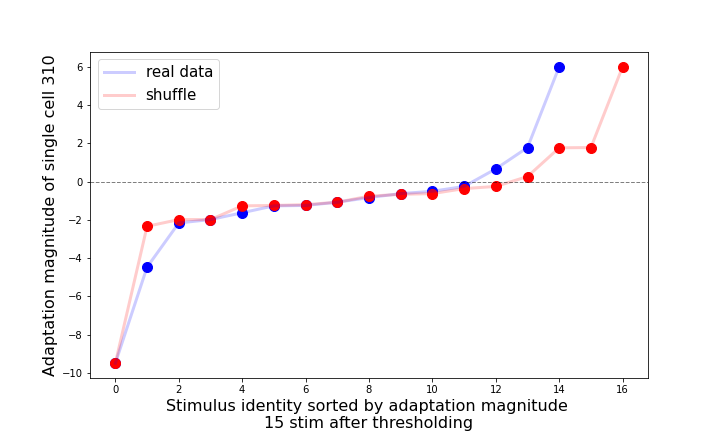 real data
shuffle
Adaptation magnitude of single cell 310
6
4
2
0
−2
−4
−6
−8
−10
0 2 4 6 8 10 12 14 16
Stimulus identity sorted by adaptation magnitude
15 stim after thresholding